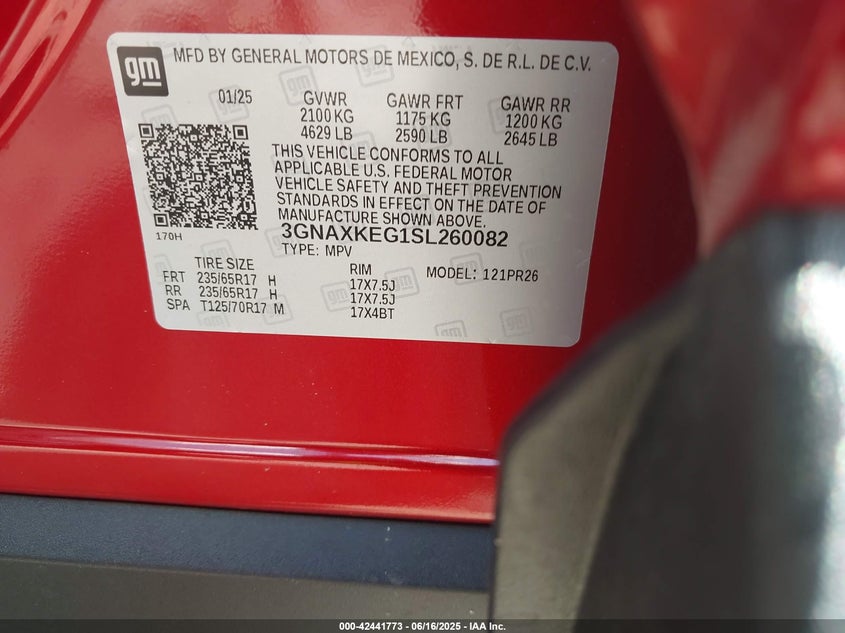 gm
MFD BY GENERAL MOTORS DE MEXICO, S. DE R.L. DE C.V.
01/25 GVWR GAWR FRT GAWR RR
2100 KG 1175 KG 1200 KG
4629 LB 2590 LB 2645 LB
THIS VEHICLE CONFORMS TO ALL
APPLICABLE U.S. FEDERAL MOTOR
VEHICLE SAFETY AND THEFT PREVENTION
STANDARDS IN EFFECT ON THE DATE OF
MANUFACTURE SHOWN ABOVE.
170H
3GNAXKEG1SL260082
TYPE: MPV
TIRE SIZE RIM MODEL: 121PR26
FRT 235/65R17 H 17X7.5J
RR 235/65R17 H 17X7.5J
SPA T125/70R17 M 17X4BT
000-42441773 - 06/16/2025 - IAA Inc.